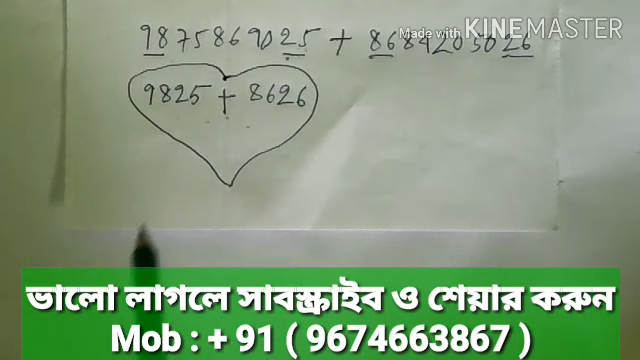 9875869025 + 8684205026
Made with KINEMASTER
9825 + 8626
ভালো লাগলে সাবস্ক্রাইব ও শেয়ার করুন
Mob : + 91 ( 9674663867 )